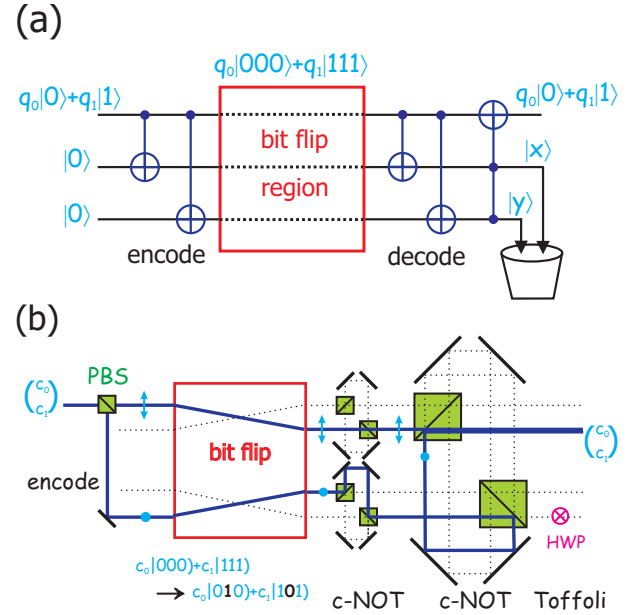 (a)
q₀|000⟩+q₁|111⟩
q₀|0⟩+q₁|1⟩
q₀|0⟩+q₁|1⟩
bit flip
|0⟩
|x⟩
region
|0⟩
|y⟩
encode
decode
(b)
PBS
(c₀
c₁)
(c₀
c₁)
bit flip
encode
HWP
c₀|000⟩+c₁|111⟩
→ c₀|010⟩+c₁|101⟩
c-NOT
c-NOT
Toffoli